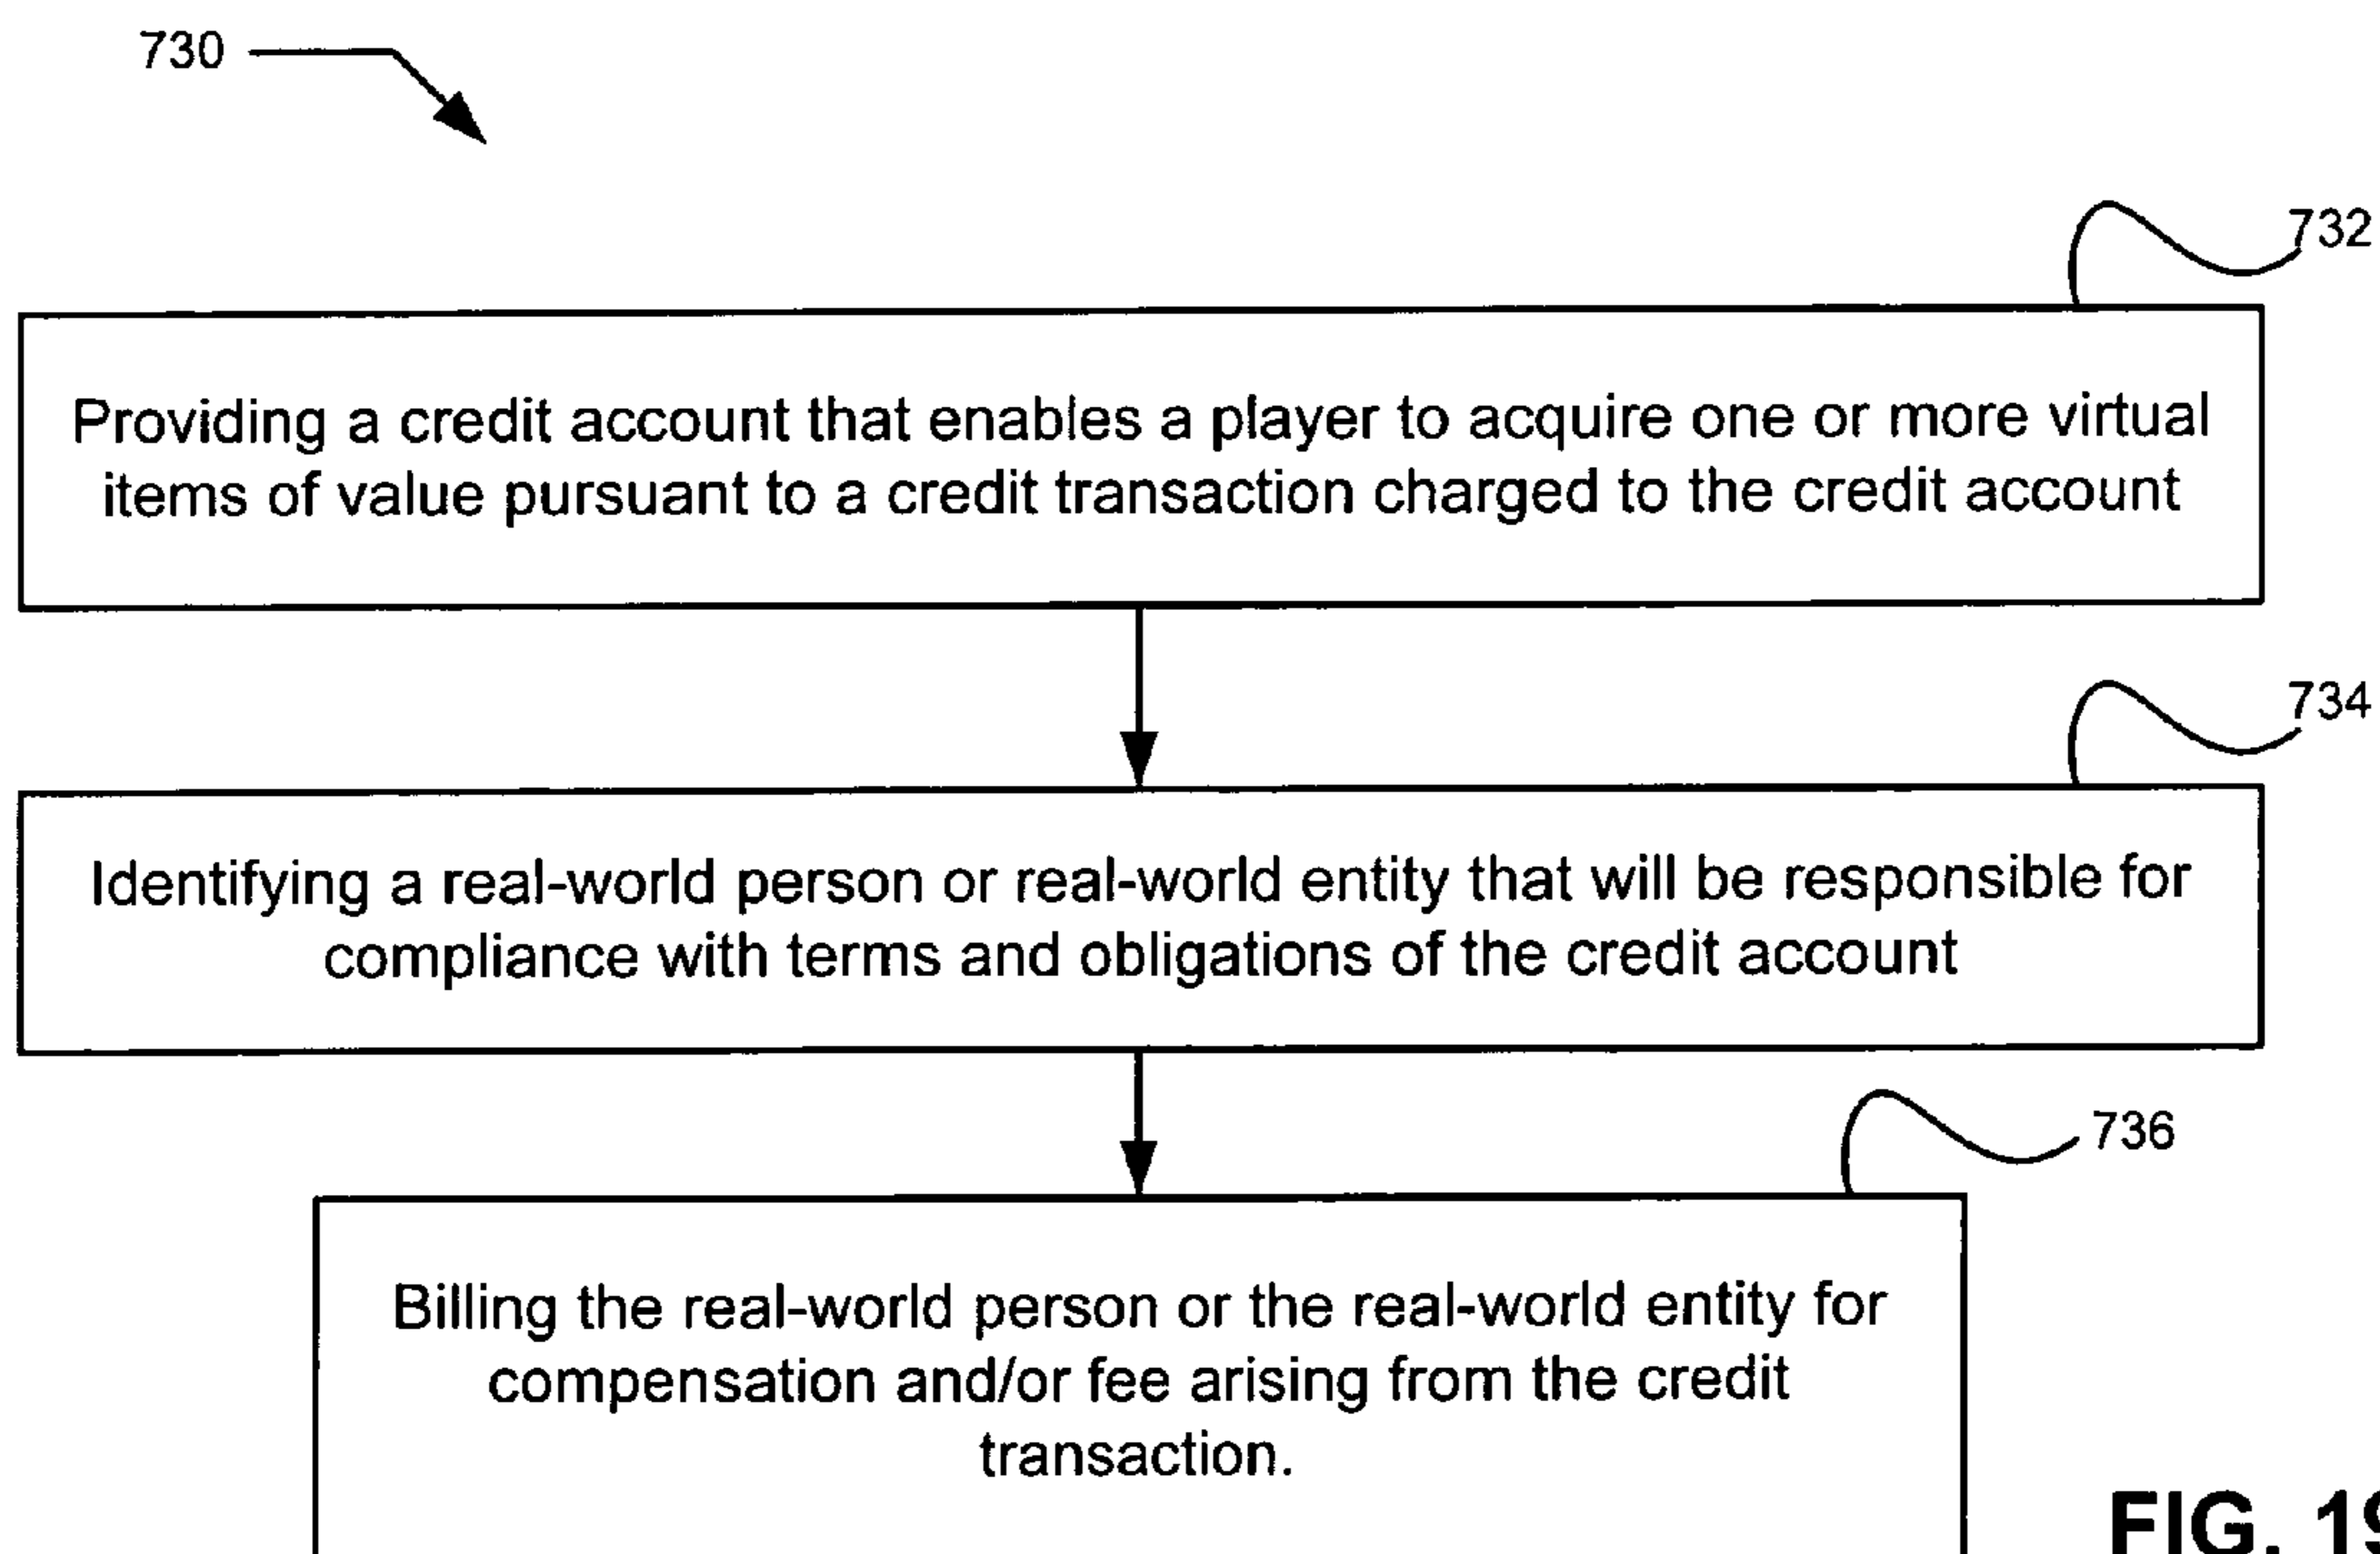 730
732
Providing a credit account that enables a player to acquire one or more virtual
items of value pursuant to a credit transaction charged to the credit account
734
Identifying a real-world person or real-world entity that will be responsible for
compliance with terms and obligations of the credit account
736
Billing the real-world person or the real-world entity for
compensation and/or fee arising from the credit
transaction.
FIG. 19